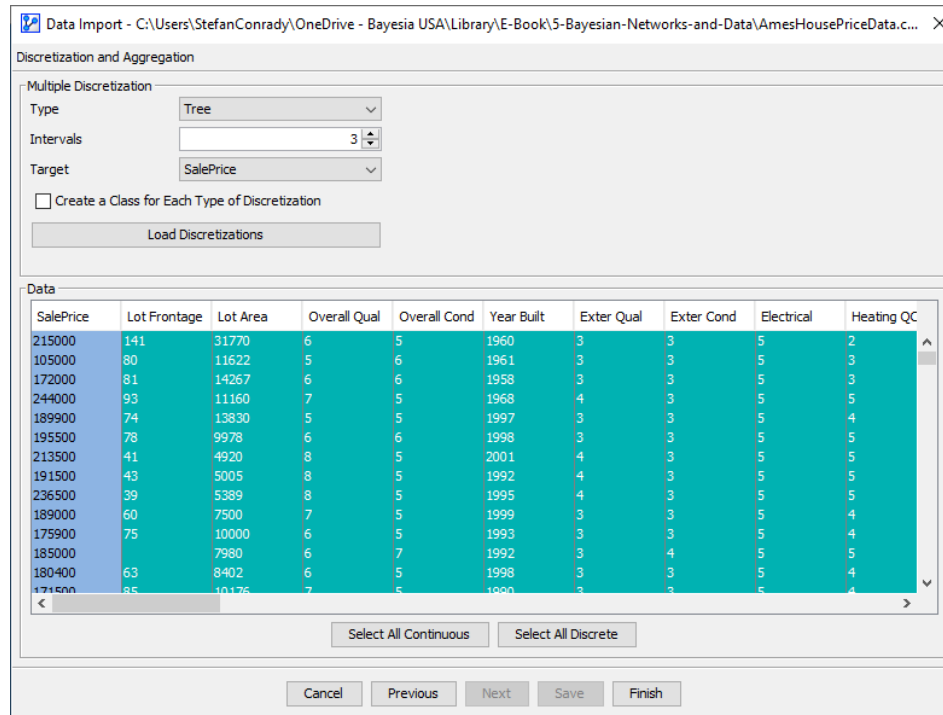 Data Import - C:\Users\StefanConrady\OneDrive - Bayesia USA\Library\E-Book\5-Bayesian-Networks-and-Data\AmesHousePriceData.c...
Discretization and Aggregation
Multiple Discretization
Type Tree
Intervals 3
Target SalePrice
Create a Class for Each Type of Discretization
Load Discretizations
Data
SalePrice Lot Frontage Lot Area Overall Qual Overall Cond Year Built Exter Qual Exter Cond Electrical Heating QC
215000 141 31770 6 5 1960 3 3 5 2
105000 80 11622 5 6 1961 3 3 5 3
172000 81 14267 6 6 1958 3 3 5 3
244000 93 11160 7 5 1968 4 3 5 5
189900 74 13830 5 5 1997 3 3 5 4
195500 78 9978 6 6 1998 3 3 5 5
213500 41 4920 8 5 2001 4 3 5 5
191500 43 5005 8 5 1992 4 3 5 5
236500 39 5389 8 5 1995 4 3 5 5
189000 60 7500 7 5 1999 3 3 5 4
175900 75 10000 6 5 1993 3 3 5 4
185000 7980 6 7 1992 3 4 5 5
180400 63 8402 6 5 1998 3 3 5 4
171500 85 10176 7 5 1990 3 3 5 4
Select All Continuous Select All Discrete
Cancel Previous Next Save Finish